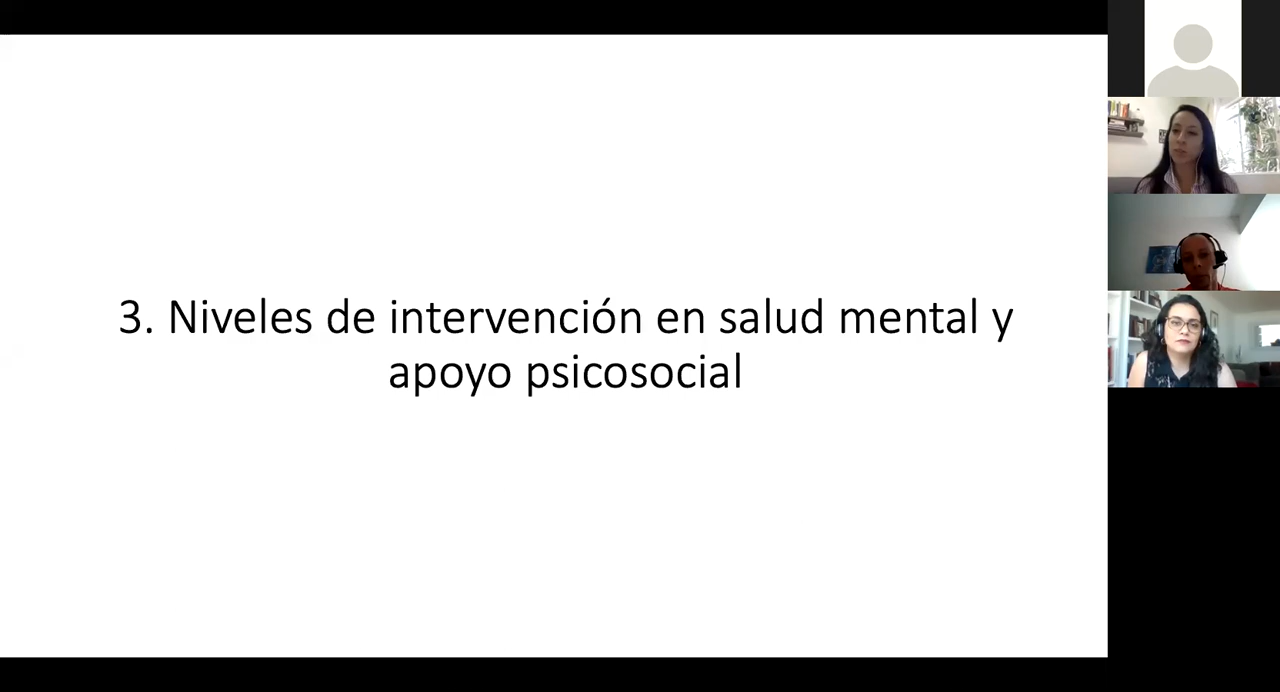 3. Niveles de intervención en salud mental y
apoyo psicosocial